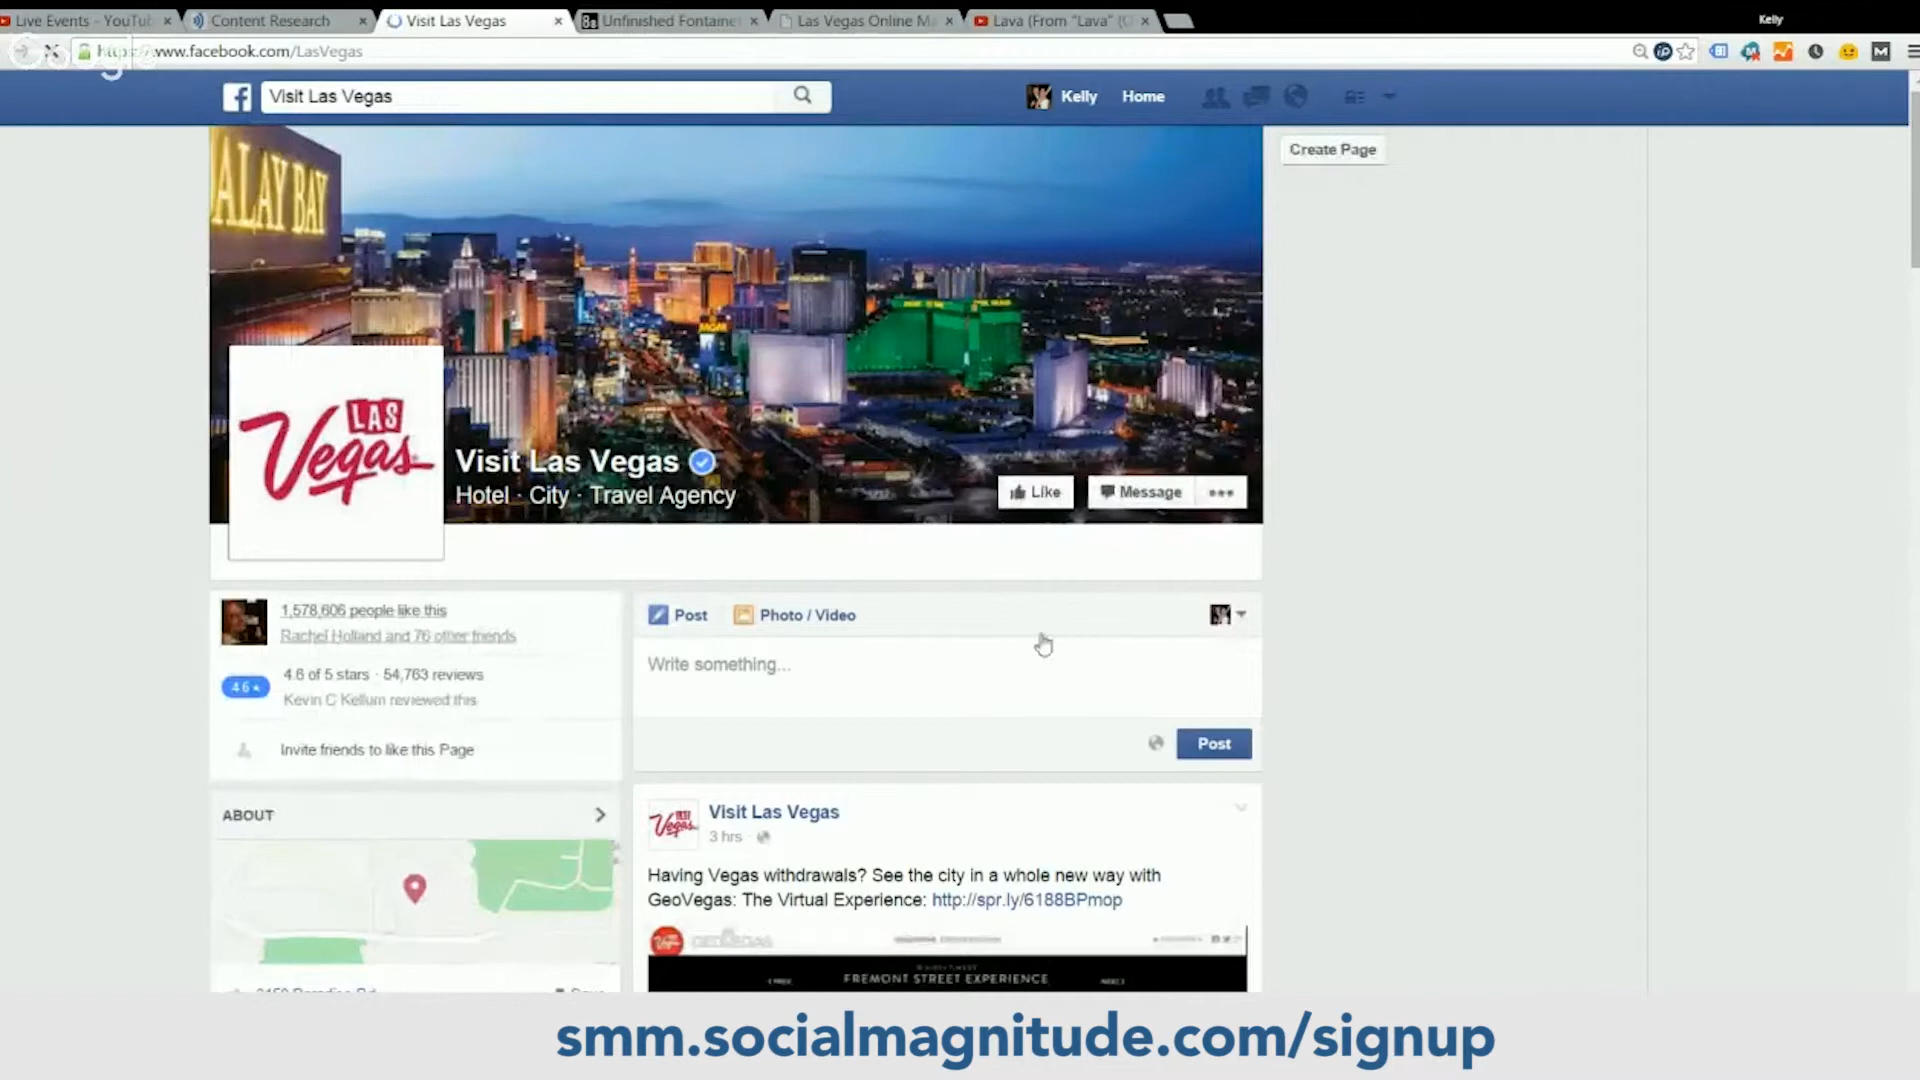 Live Events - YouTub
Content Research
Visit Las Vegas
Unfinished Fontaine
Las Vegas Online M
Lava (From "Lava" (
Kelly
https://www.facebook.com/LasVegas
Visit Las Vegas
Kelly
Home
ALAY BAY
Create Page
LAS
Vegas
Visit Las Vegas
Hotel · City · Travel Agency
Like
Message
1,578,606 people like this
Rachel Holland and 76 other friends
4.6
4.6 of 5 stars · 54,763 reviews
Kevin C Kellum reviewed this
Invite friends to like this Page
ABOUT
Post
Photo / Video
Write something...
Post
Visit Las Vegas
3 hrs
Having Vegas withdrawals? See the city in a whole new way with
GeoVegas: The Virtual Experience: http://spr.ly/6188BPmop
GEOVEGAS
FREMONT STREET EXPERIENCE
smm.socialmagnitude.com/signup